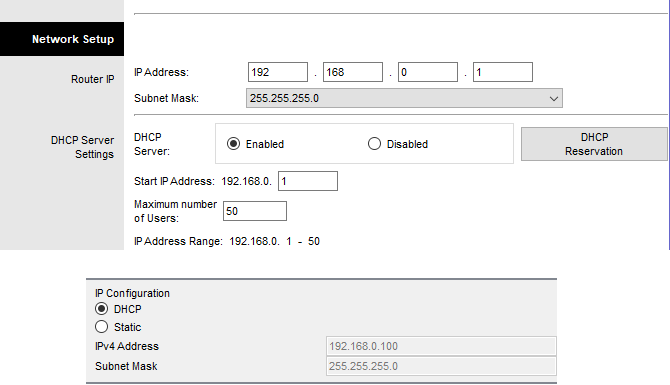 Network Setup
Router IP
IP Address: 192 . 168 . 0 . 1
Subnet Mask: 255.255.255.0
DHCP Server
Settings
DHCP
Server:
Enabled
Disabled
DHCP
Reservation
Start IP Address: 192.168.0. 1
Maximum number
of Users:
50
IP Address Range: 192.168.0. 1 - 50
IP Configuration
DHCP
Static
IPv4 Address 192.168.0.100
Subnet Mask 255.255.255.0